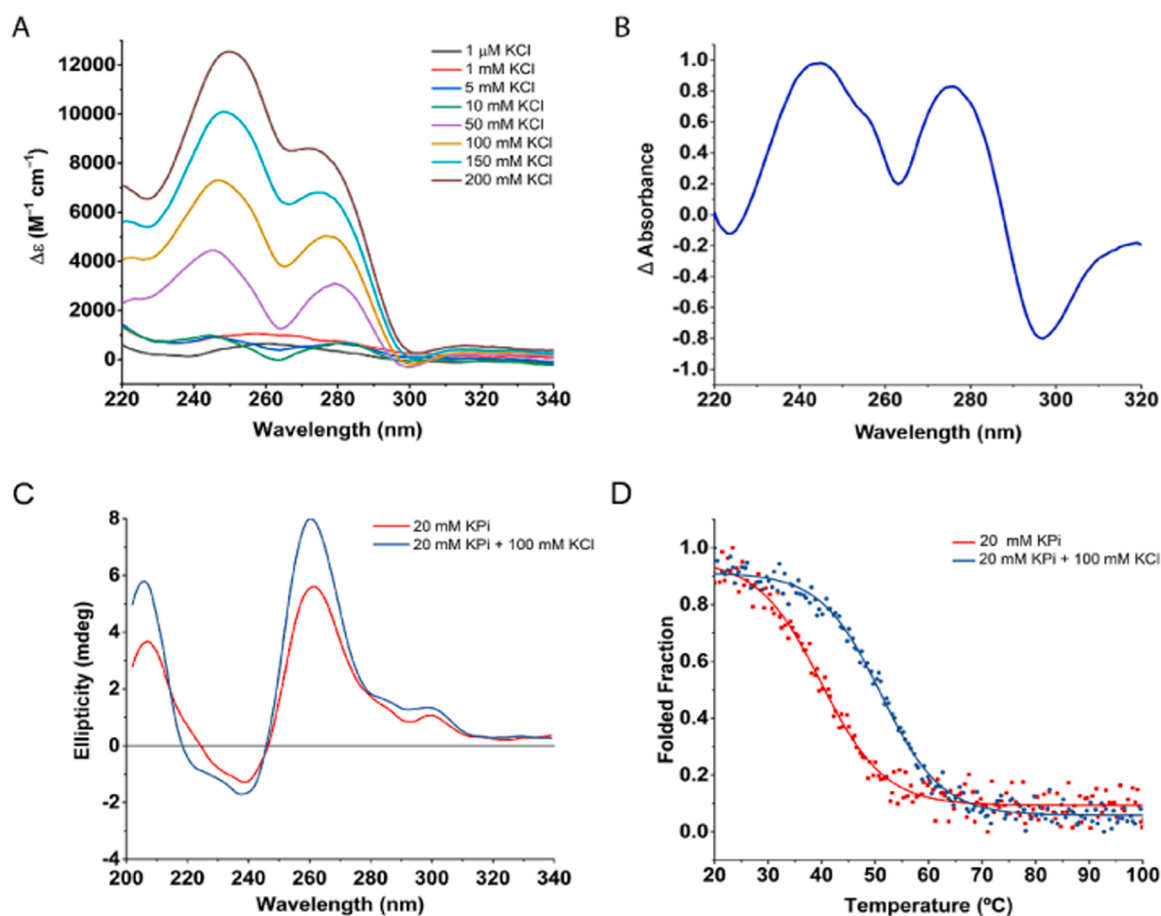 A
1 μM KCl
1 mM KCl
5 mM KCl
10 mM KCl
50 mM KCl
100 mM KCl
150 mM KCl
200 mM KCl
12000
10000
8000
6000
4000
2000
0
Δε (M⁻¹ cm⁻¹)
220 240 260 280 300 320 340
Wavelength (nm)
B
1.0
0.8
0.6
0.4
0.2
0.0
-0.2
-0.4
-0.6
-0.8
-1.0
Δ Absorbance
220 240 260 280 300 320
Wavelength (nm)
C
20 mM KPi
20 mM KPi + 100 mM KCl
8
6
4
2
0
-2
-4
Ellipticity (mdeg)
200 220 240 260 280 300 320 340
Wavelength (nm)
D
20 mM KPi
20 mM KPi + 100 mM KCl
1.0
0.8
0.6
0.4
0.2
0.0
Folded Fraction
20 30 40 50 60 70 80 90 100
Temperature (ºC)